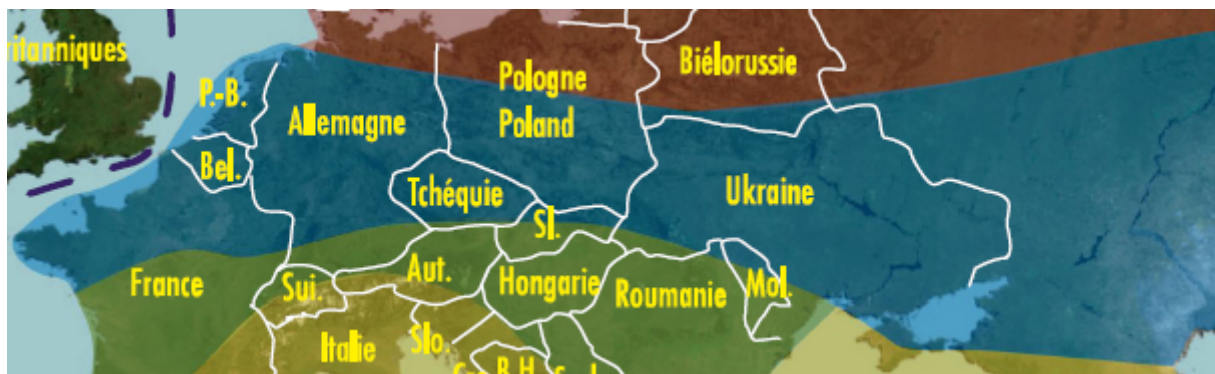 ritanniques
Biélorussie
Pologne
Poland
P.-B.
Allemagne
Bel.
Tchéquie
Ukraine
Sl.
Aut.
France
Sui.
Hongarie
Roumanie
Mol.
Italie
Slo.
B.H.